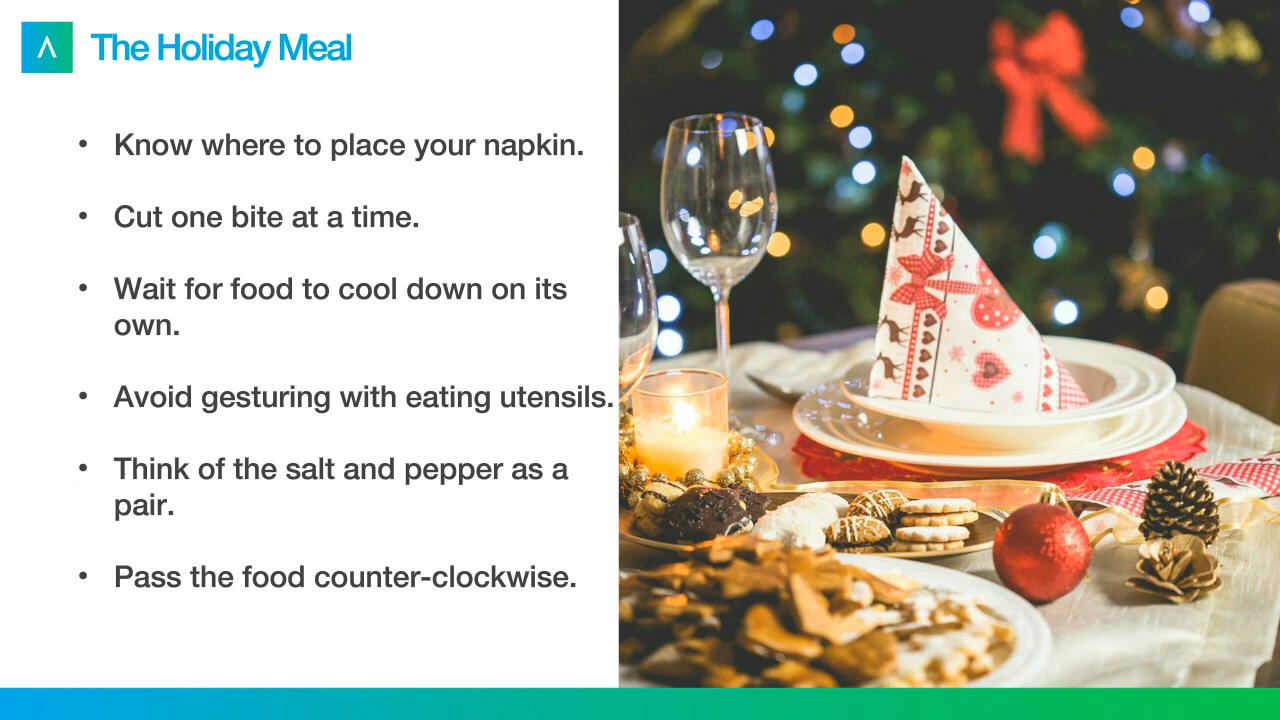 The Holiday Meal
• Know where to place your napkin.
• Cut one bite at a time.
• Wait for food to cool down on its
own.
• Avoid gesturing with eating utensils.
• Think of the salt and pepper as a
pair.
• Pass the food counter-clockwise.